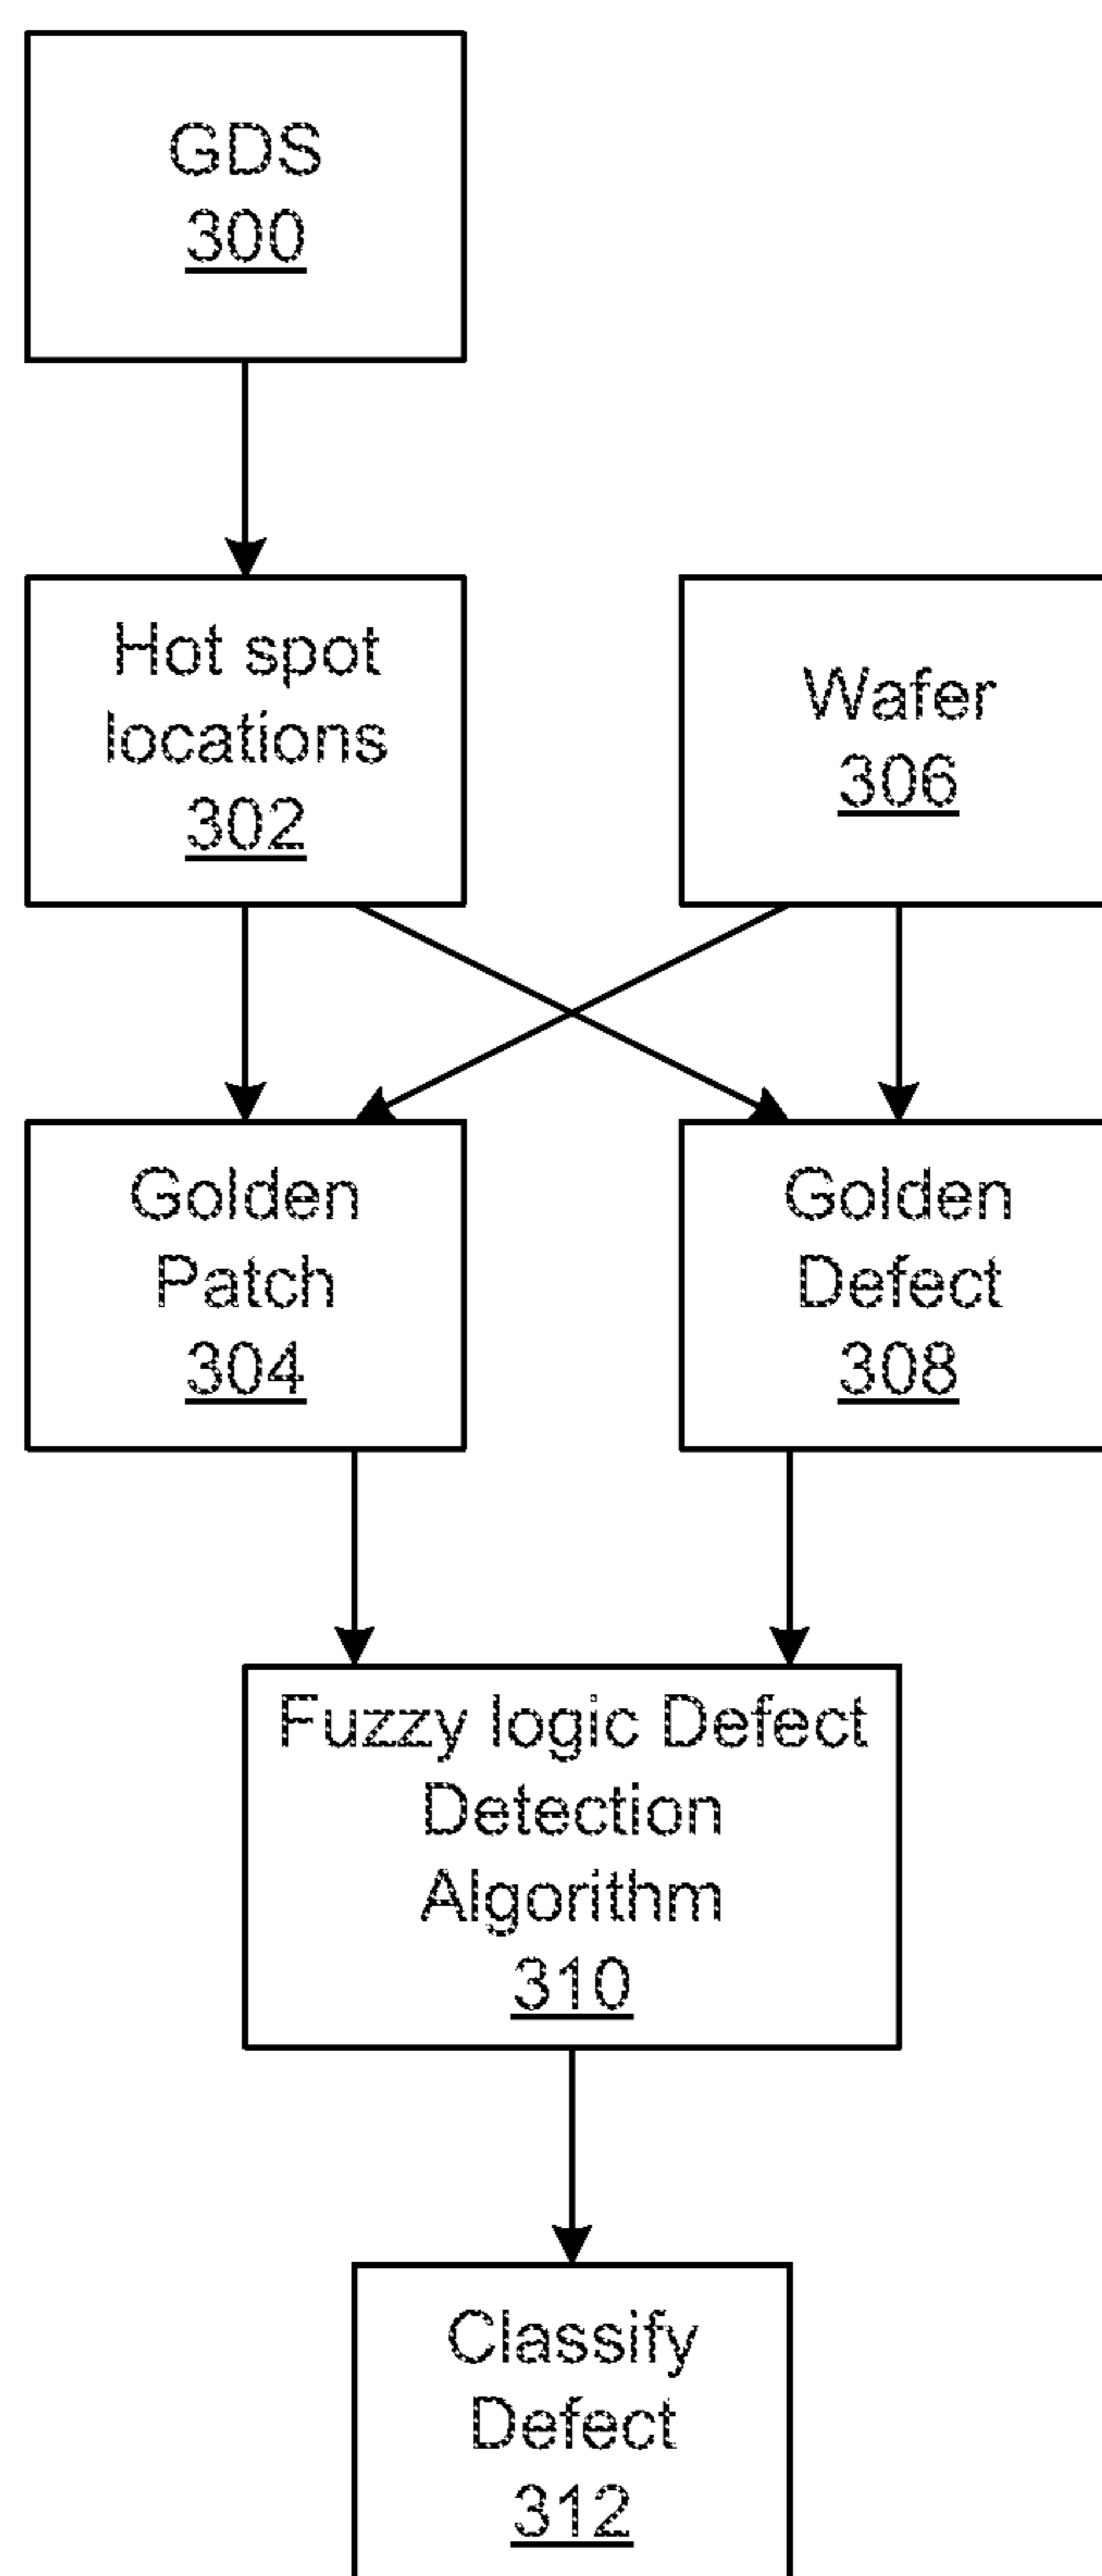 GDS
300
Hot spot
locations
302
Wafer
306
Golden
Patch
304
Golden
Defect
308
Fuzzy logic Defect
Detection
Algorithm
310
Classify
Defect
312